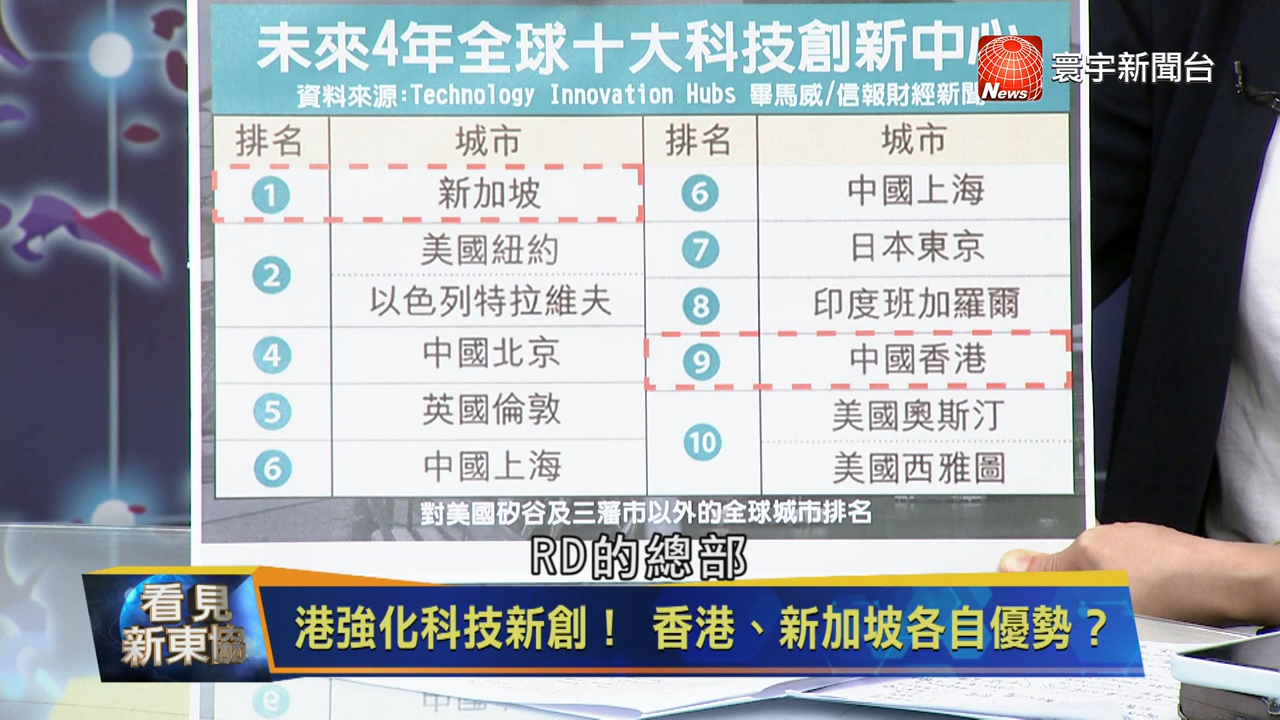 未來4年全球十大科技創新中心
寰宇新聞台
News
資料來源:Technology Innovation Hubs 畢馬威/信報財經新聞
排名 城市 排名 城市
1 新加坡 6 中國上海
2 美國紐約 7 日本東京
以色列特拉維夫 8 印度班加羅爾
4 中國北京 9 中國香港
5 英國倫敦 10 美國奧斯汀
6 中國上海 美國西雅圖
對美國矽谷及三藩市以外的全球城市排名
RD的總部
看見
新東協
港強化科技新創！ 香港、新加坡各自優勢？